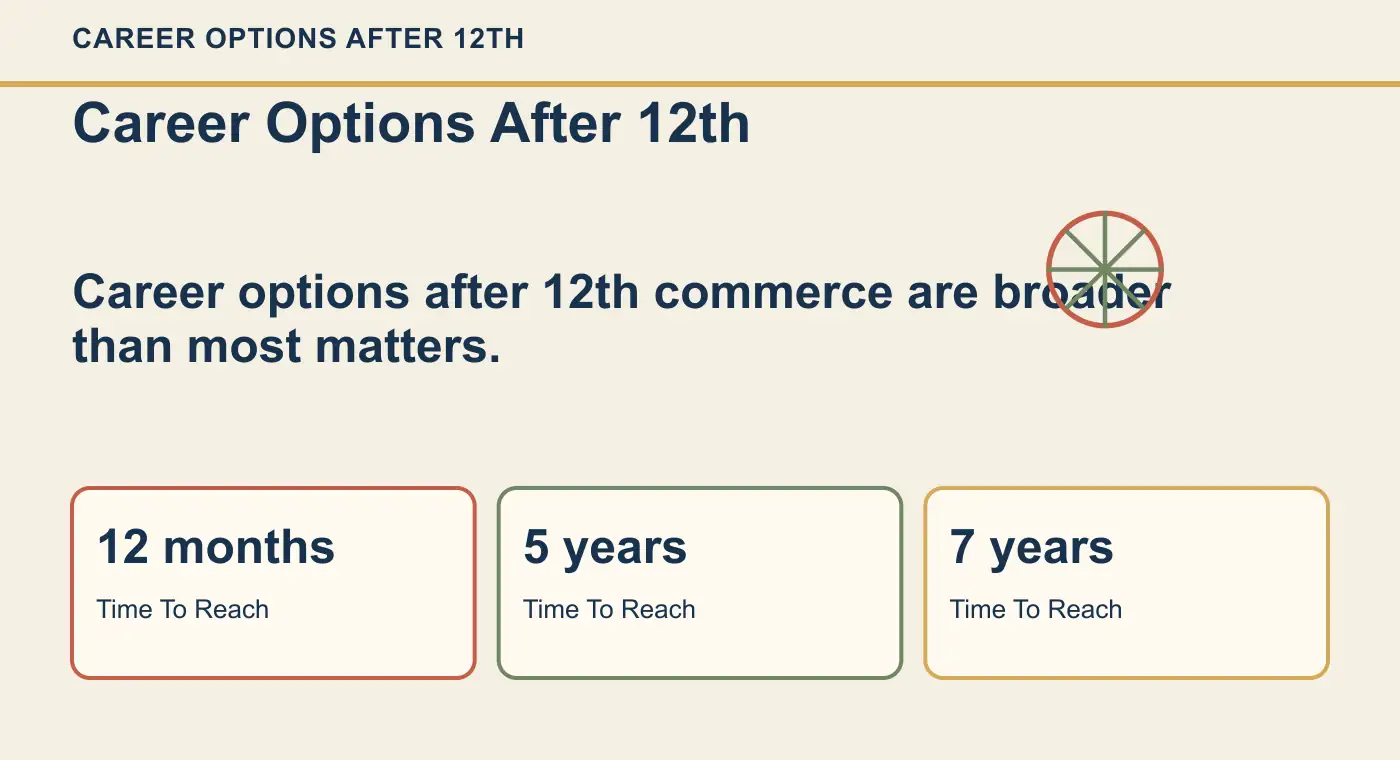 CAREER OPTIONS AFTER 12TH
Career Options After 12th
Career options after 12th commerce are broader
than most matters.
12 months
Time To Reach
5 years
Time To Reach
7 years
Time To Reach